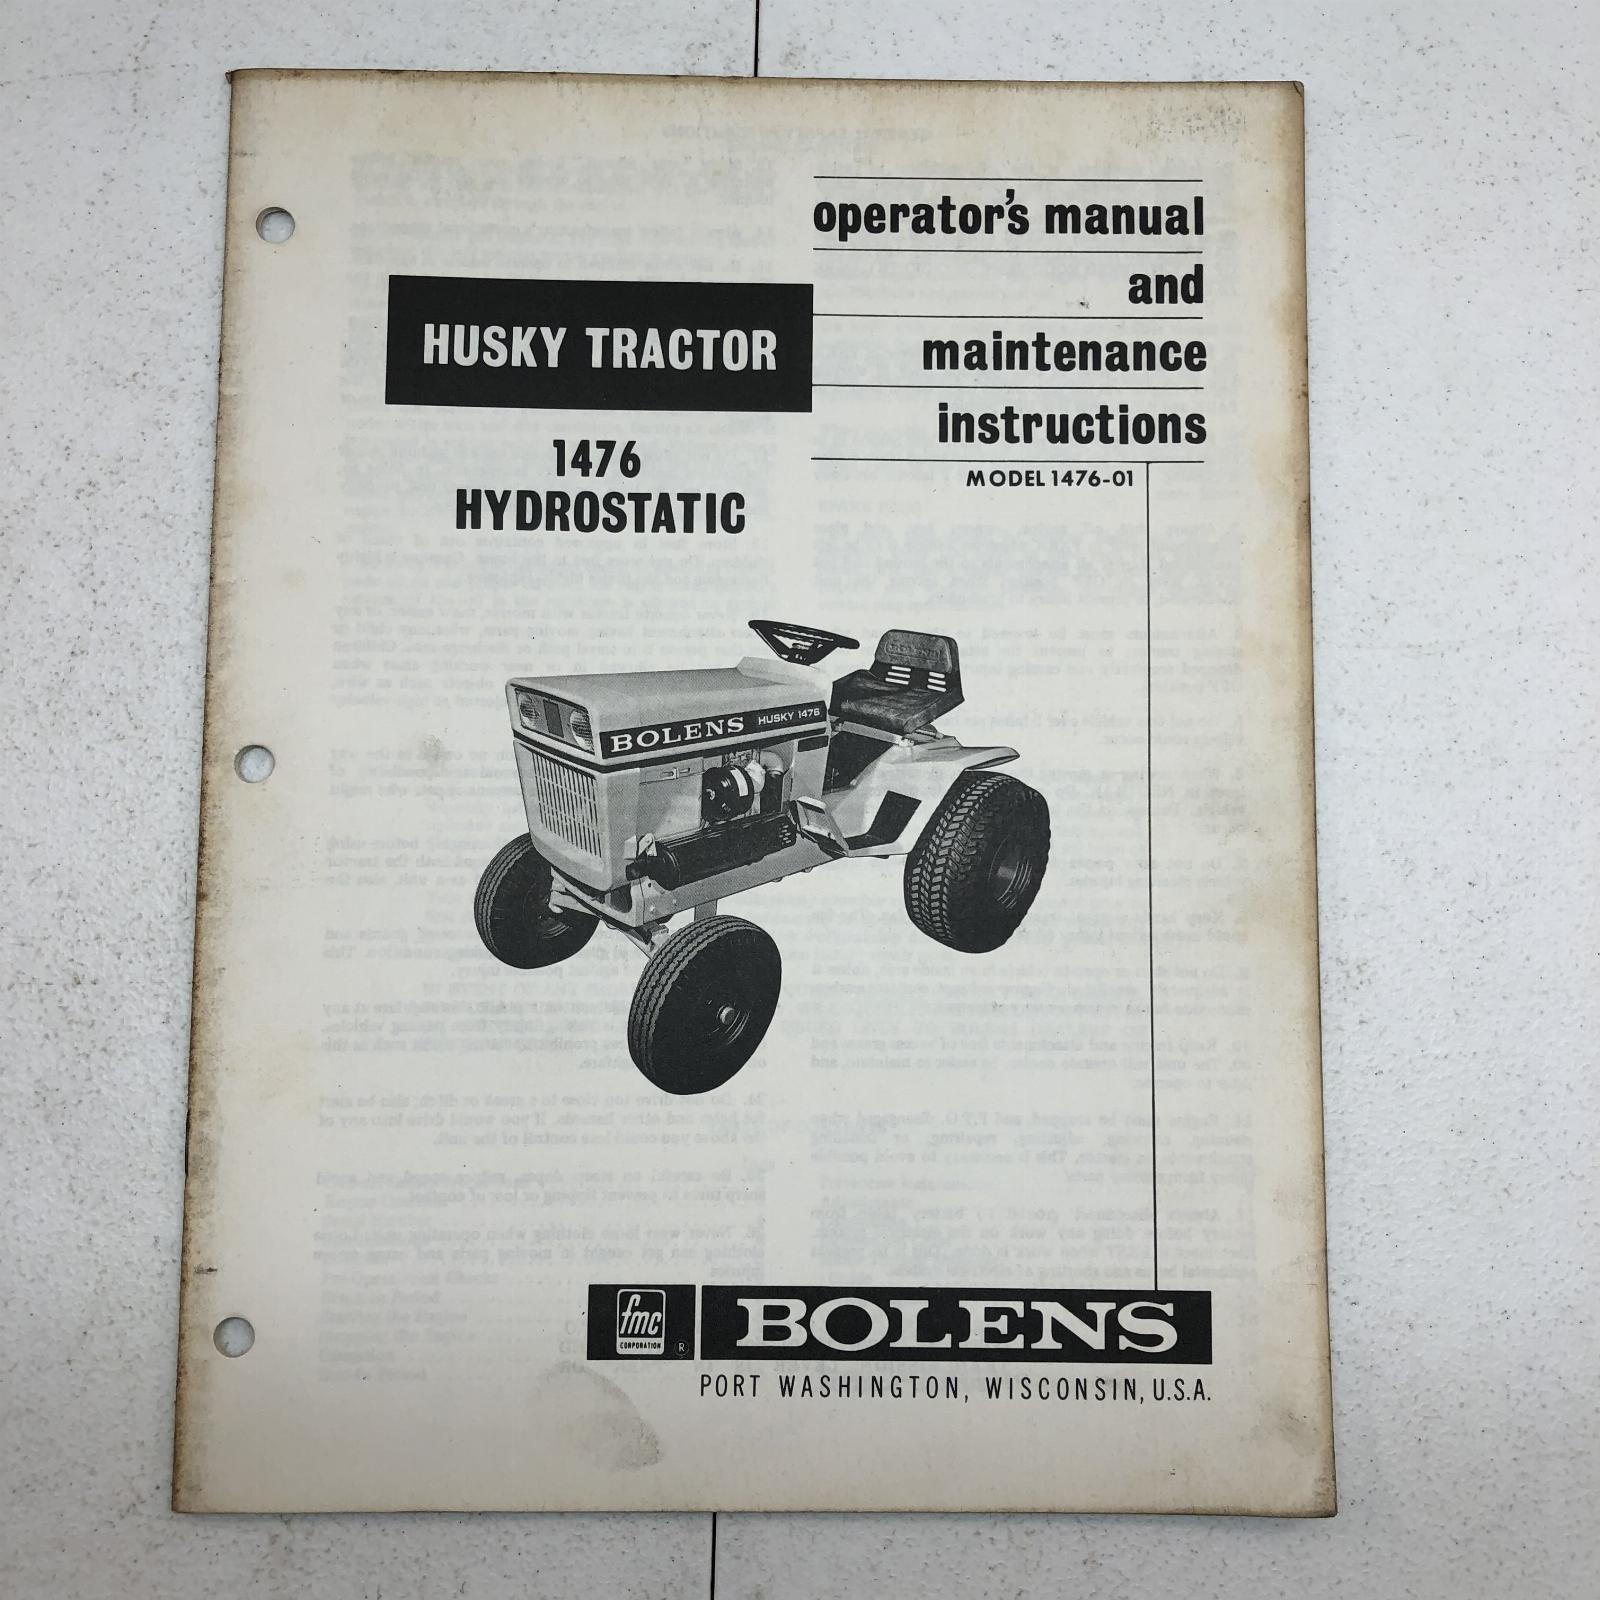 operator's manual
and
maintenance
instructions
MODEL 1476-01
HUSKY TRACTOR
1476
HYDROSTATIC
BOLENS HUSKY 1476
fmc
CORPORATION
®
BOLENS
PORT WASHINGTON, WISCONSIN, U.S.A.